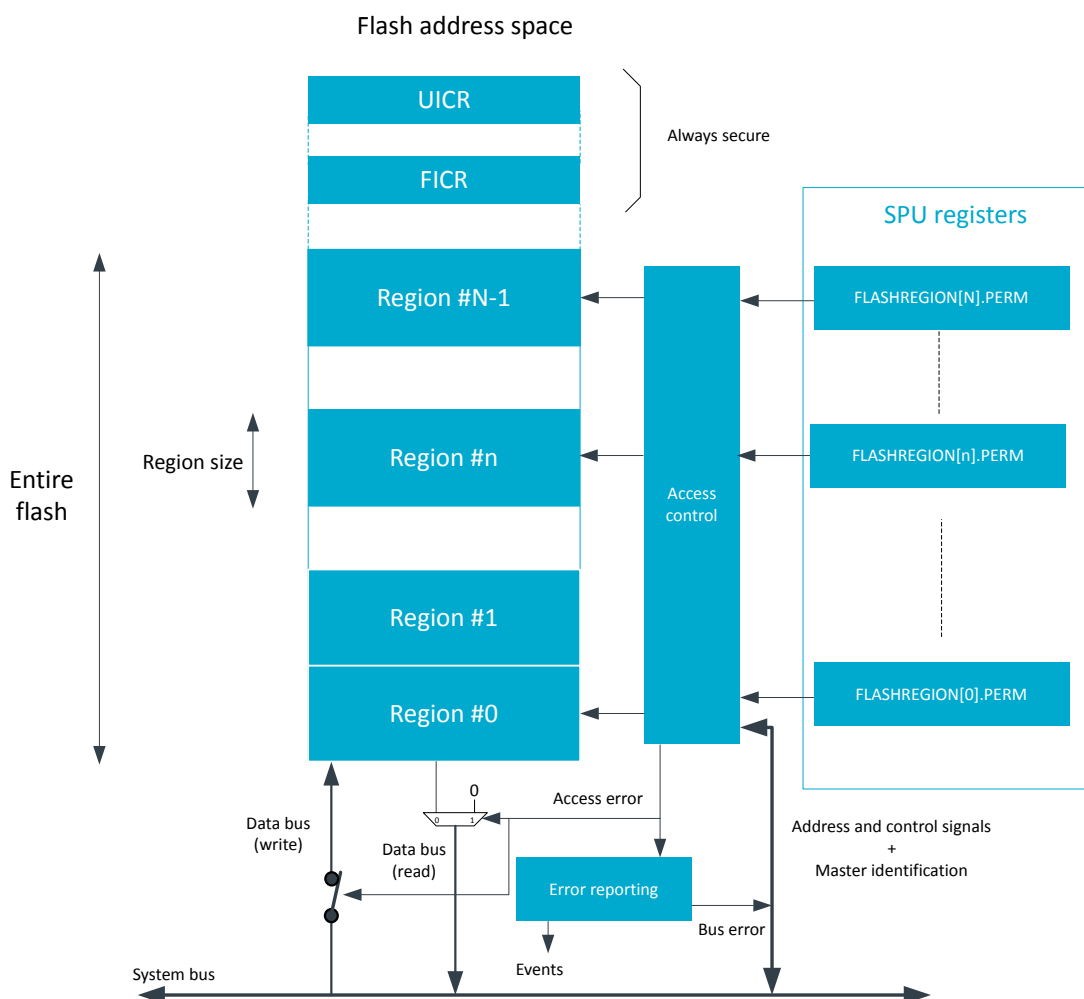 Flash address space
UICR
Always secure
FICR
SPU registers
Region #N-1
FLASHREGION[N].PERM
Region size
Region #n
FLASHREGION[n].PERM
Entire
flash
Access
control
Region #1
Region #0
FLASHREGION[0].PERM
0
0
1
Access error
Data bus
(write)
Data bus
(read)
Address and control signals
+
Master identification
Error reporting
Bus error
Events
System bus